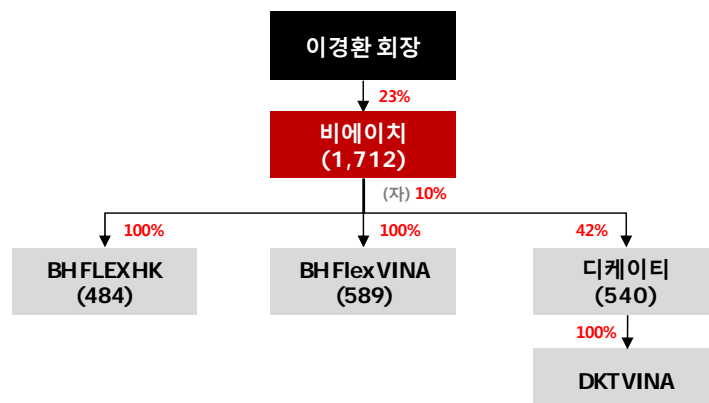 이경환 회장
23%
비에이치
(1,712)
(자) 10%
100%
100%
42%
BH FLEX HK
(484)
BH Flex VINA
(589)
디케이티
(540)
100%
DKT VINA